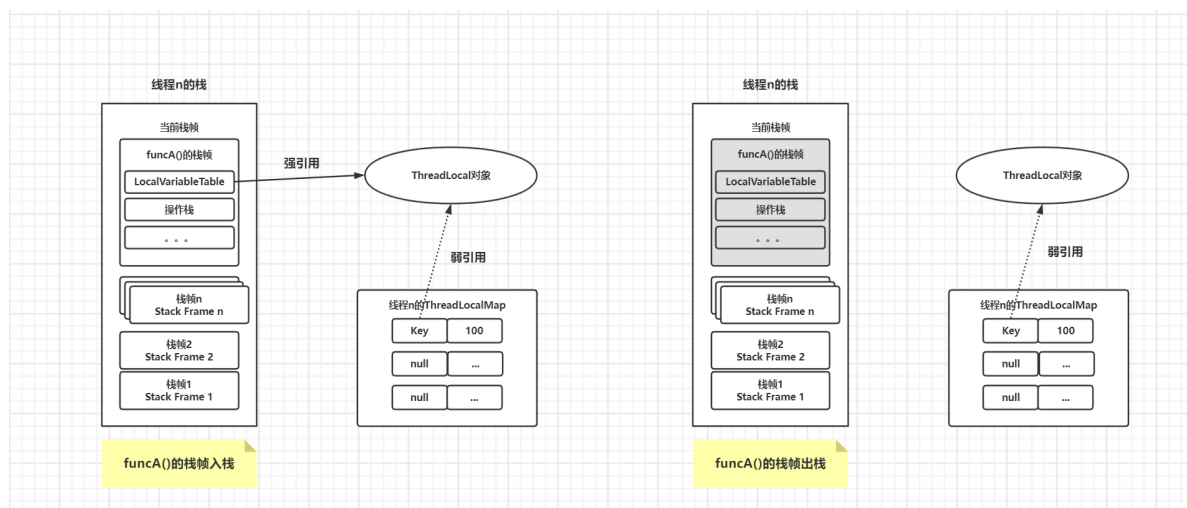 线程n的栈
当前栈帧
funcA()的栈帧
LocalVariableTable
操作栈
。。。
栈帧n
Stack Frame n
栈帧2
Stack Frame 2
栈帧1
Stack Frame 1
funcA()的栈帧入栈
强引用
ThreadLocal对象
弱引用
线程n的ThreadLocalMap
Key 100
null ...
null ...
线程n的栈
当前栈帧
funcA()的栈帧
LocalVariableTable
操作栈
。。。
栈帧n
Stack Frame n
栈帧2
Stack Frame 2
栈帧1
Stack Frame 1
funcA()的栈帧出栈
ThreadLocal对象
弱引用
线程n的ThreadLocalMap
Key 100
null ...
null ...